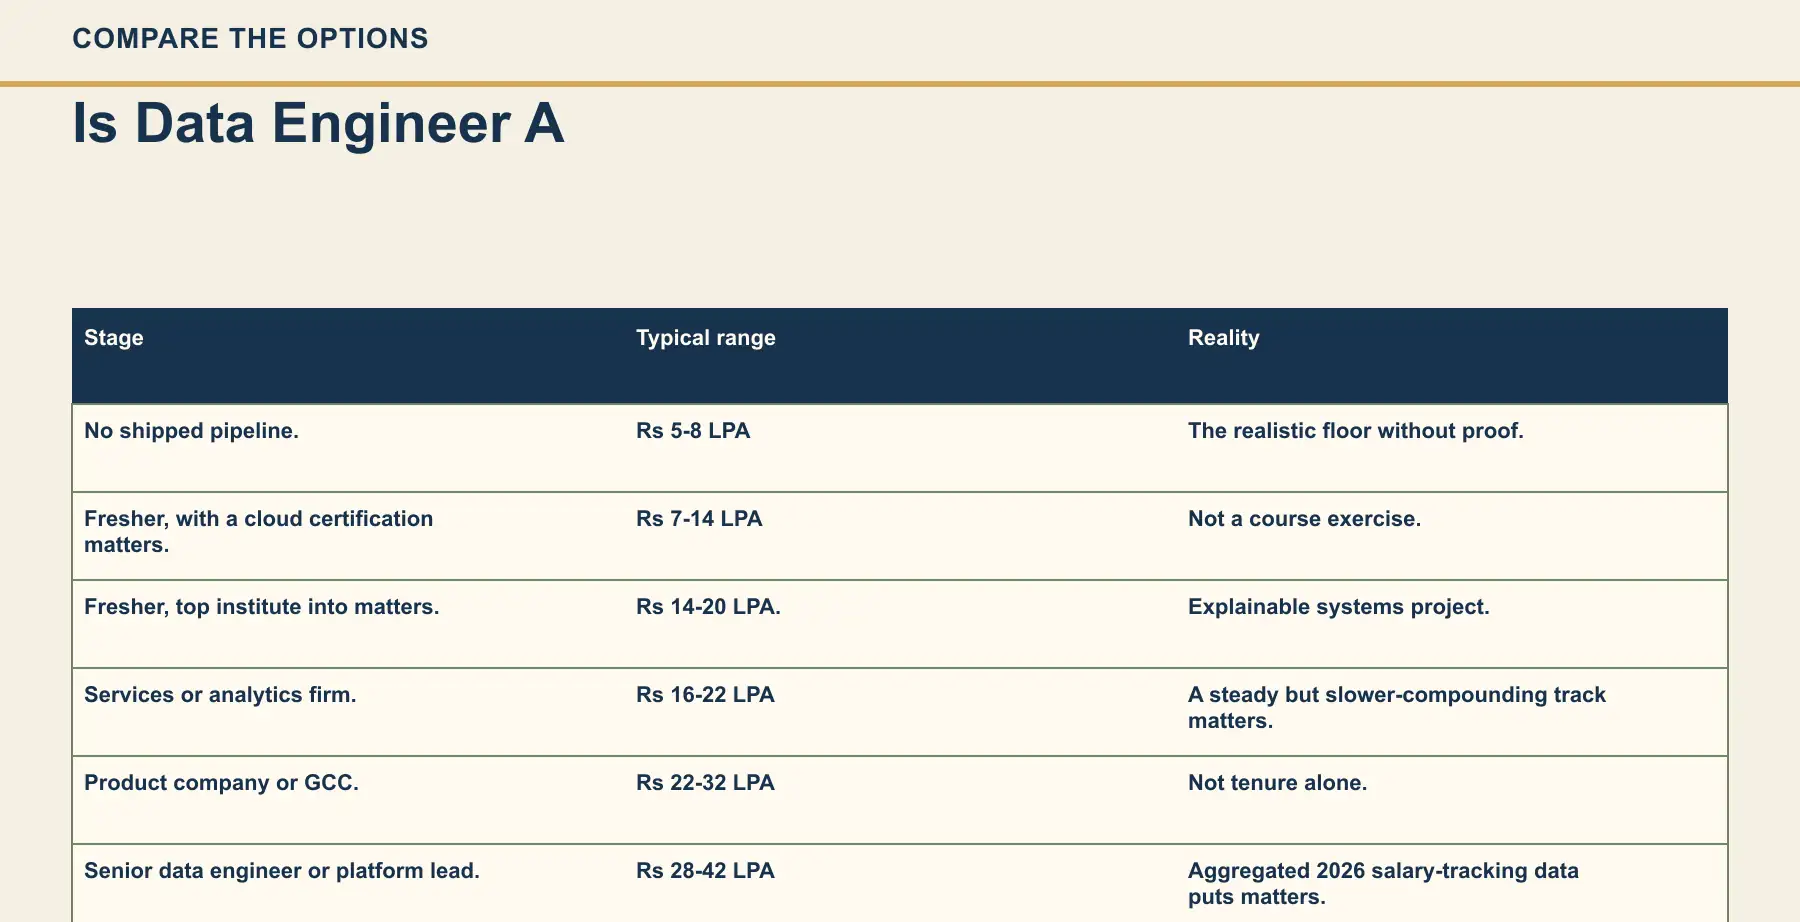 COMPARE THE OPTIONS
Is Data Engineer A
Stage Typical range Reality
No shipped pipeline. Rs 5-8 LPA The realistic floor without proof.
Fresher, with a cloud certification Rs 7-14 LPA Not a course exercise.
matters.
Fresher, top institute into matters. Rs 14-20 LPA. Explainable systems project.
Services or analytics firm. Rs 16-22 LPA A steady but slower-compounding track
matters.
Product company or GCC. Rs 22-32 LPA Not tenure alone.
Senior data engineer or platform lead. Rs 28-42 LPA Aggregated 2026 salary-tracking data
puts matters.